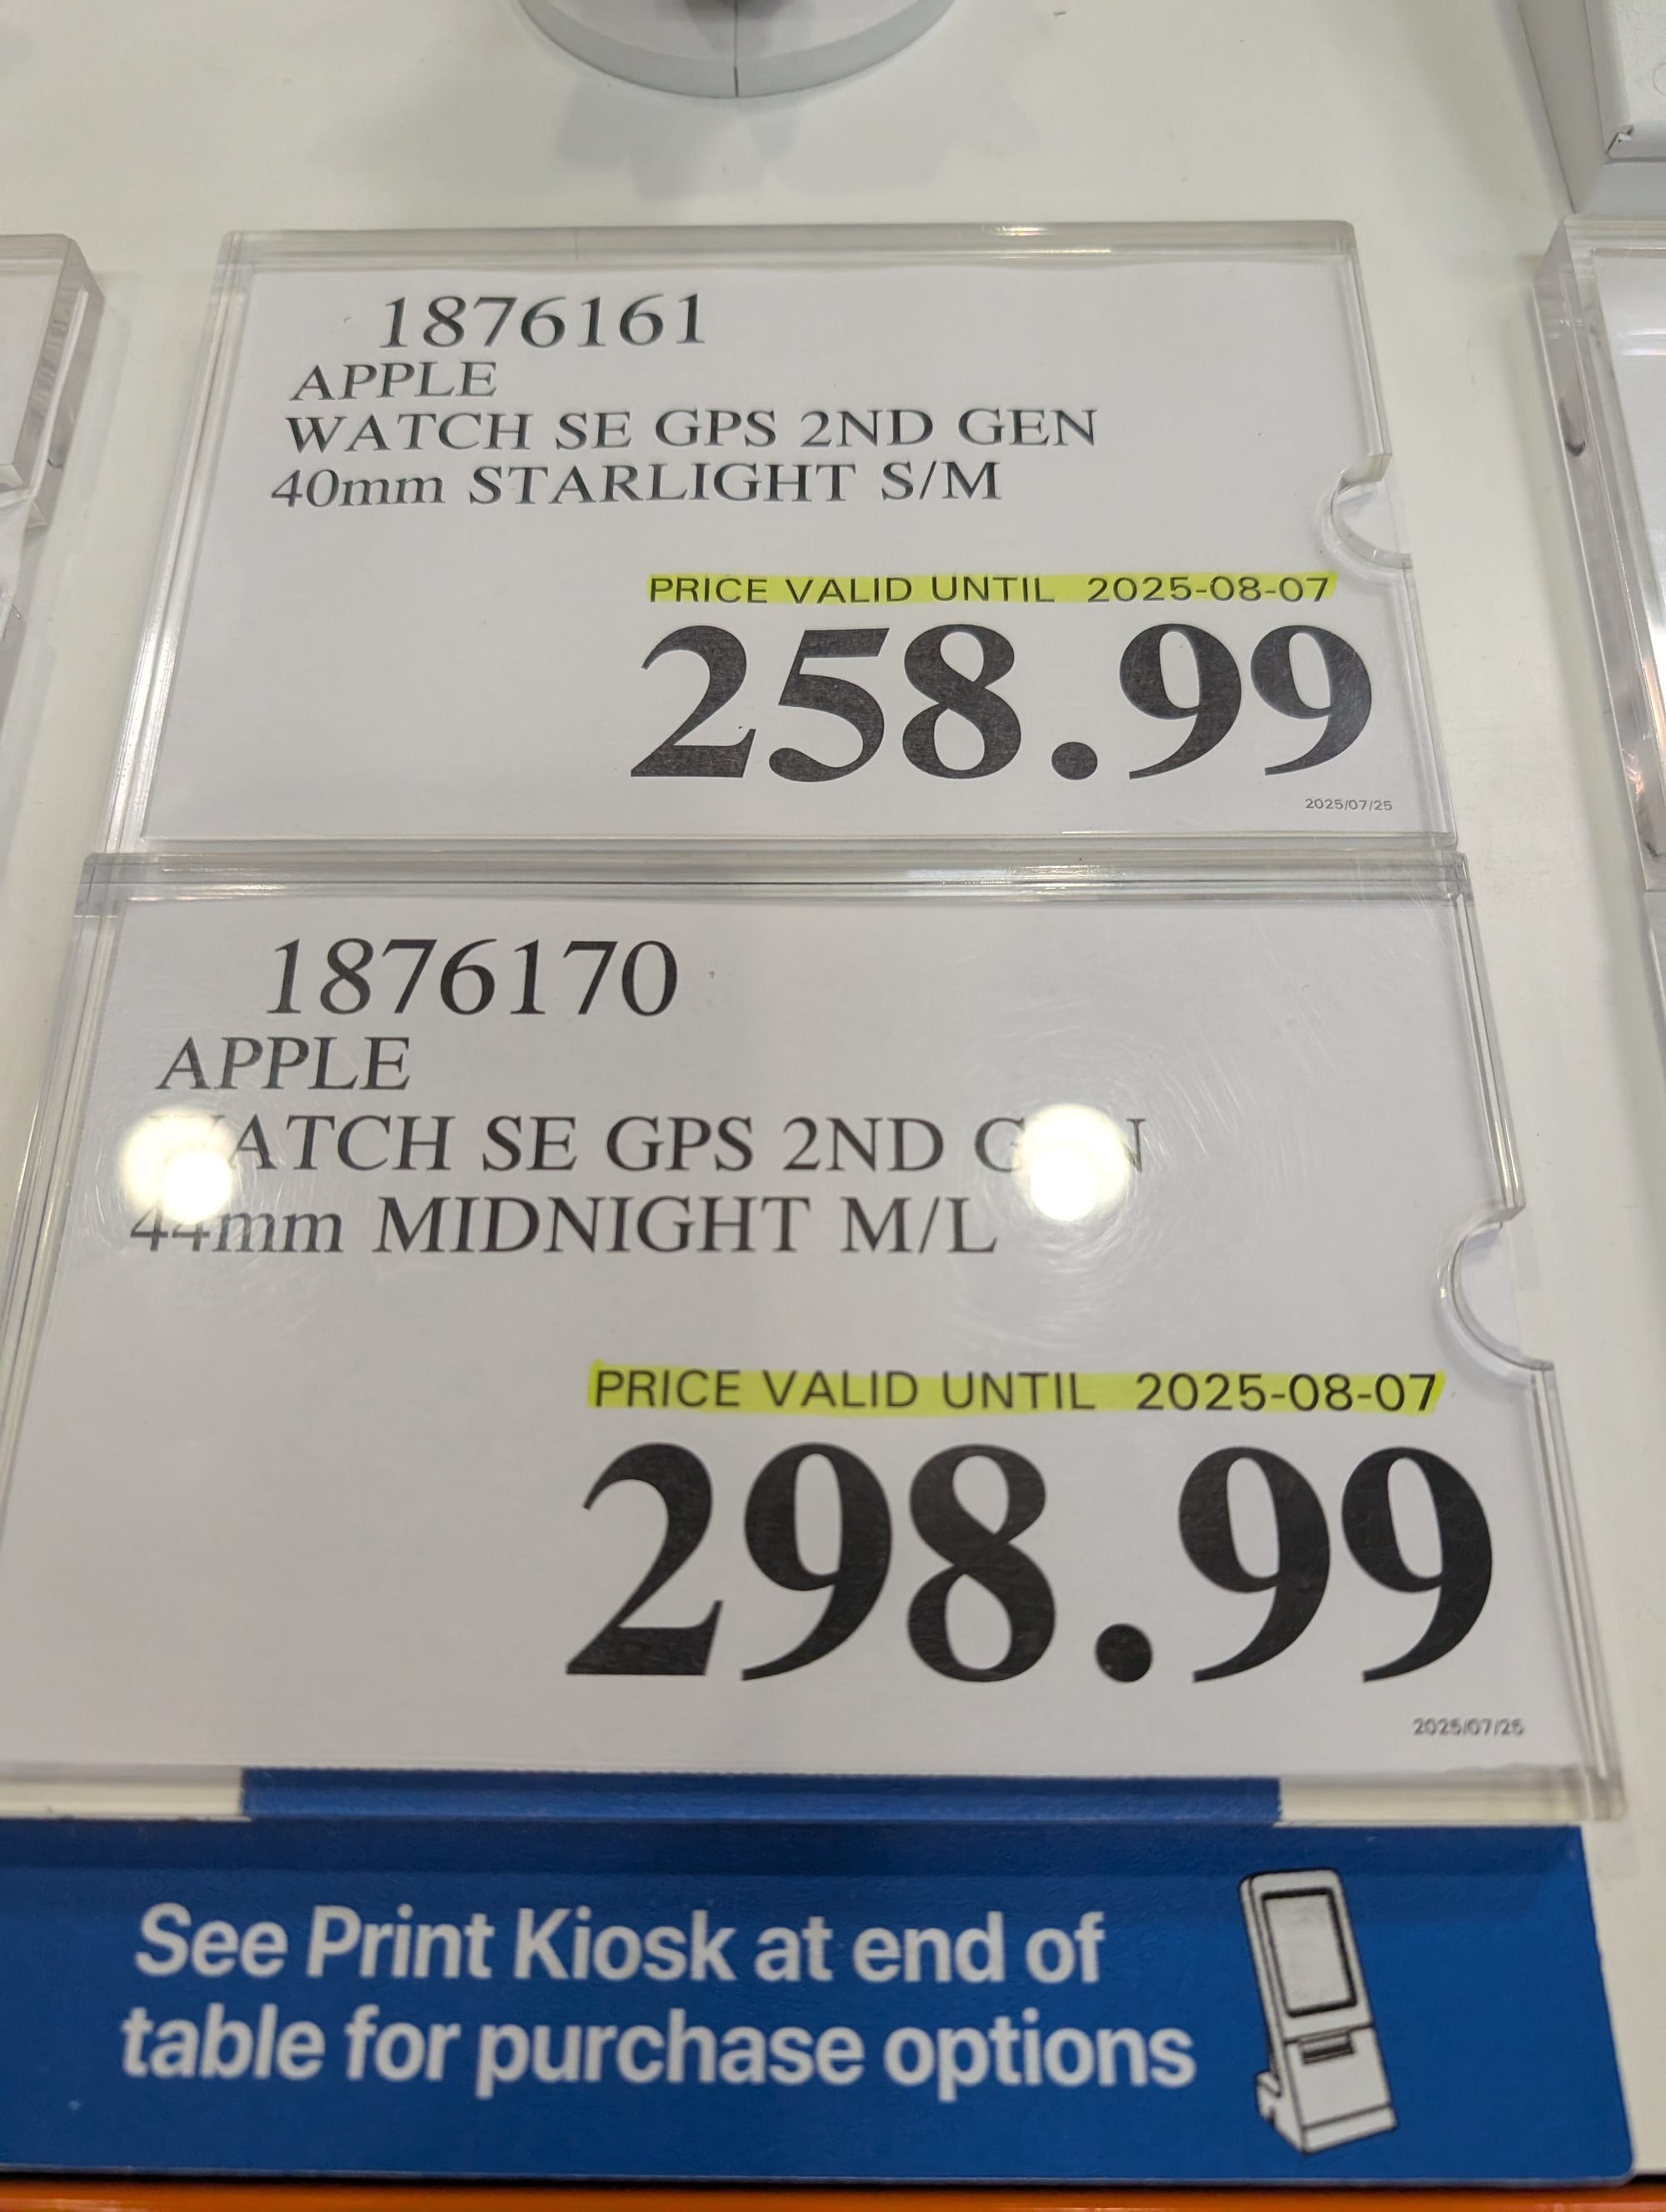 1876161
APPLE
WATCH SE GPS 2ND GEN
40mm STARLIGHT S/M
PRICE VALID UNTIL 2025-08-07
258.99
2025/07/25
1876170
APPLE
WATCH SE GPS 2ND GEN
44mm MIDNIGHT M/L
PRICE VALID UNTIL 2025-08-07
298.99
2025/07/25
See Print Kiosk at end of
table for purchase options